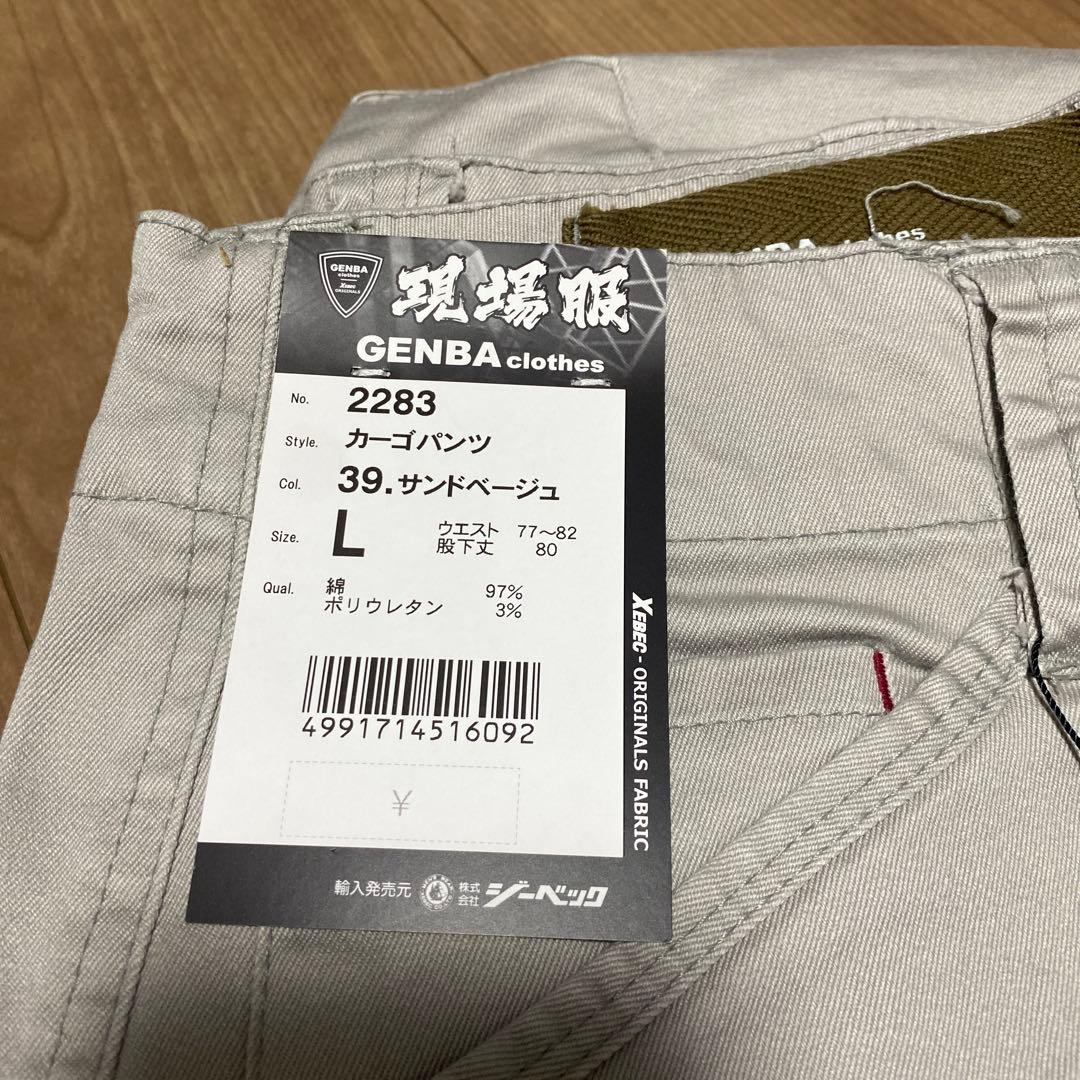 GENBA clothes
GENBA
clothes
XEBEC
ORIGINALS
現場服
GENBA clothes
No. 2283
Style. カーゴパンツ
Col. 39.サンドベージュ
Size. L ウエスト 77~82
股下丈 80
Qual. 綿 97%
ポリウレタン 3%
4991714516092
¥
XEBEC-ORIGINALS FABRIC
輸入発売元 株式会社 ジーベック